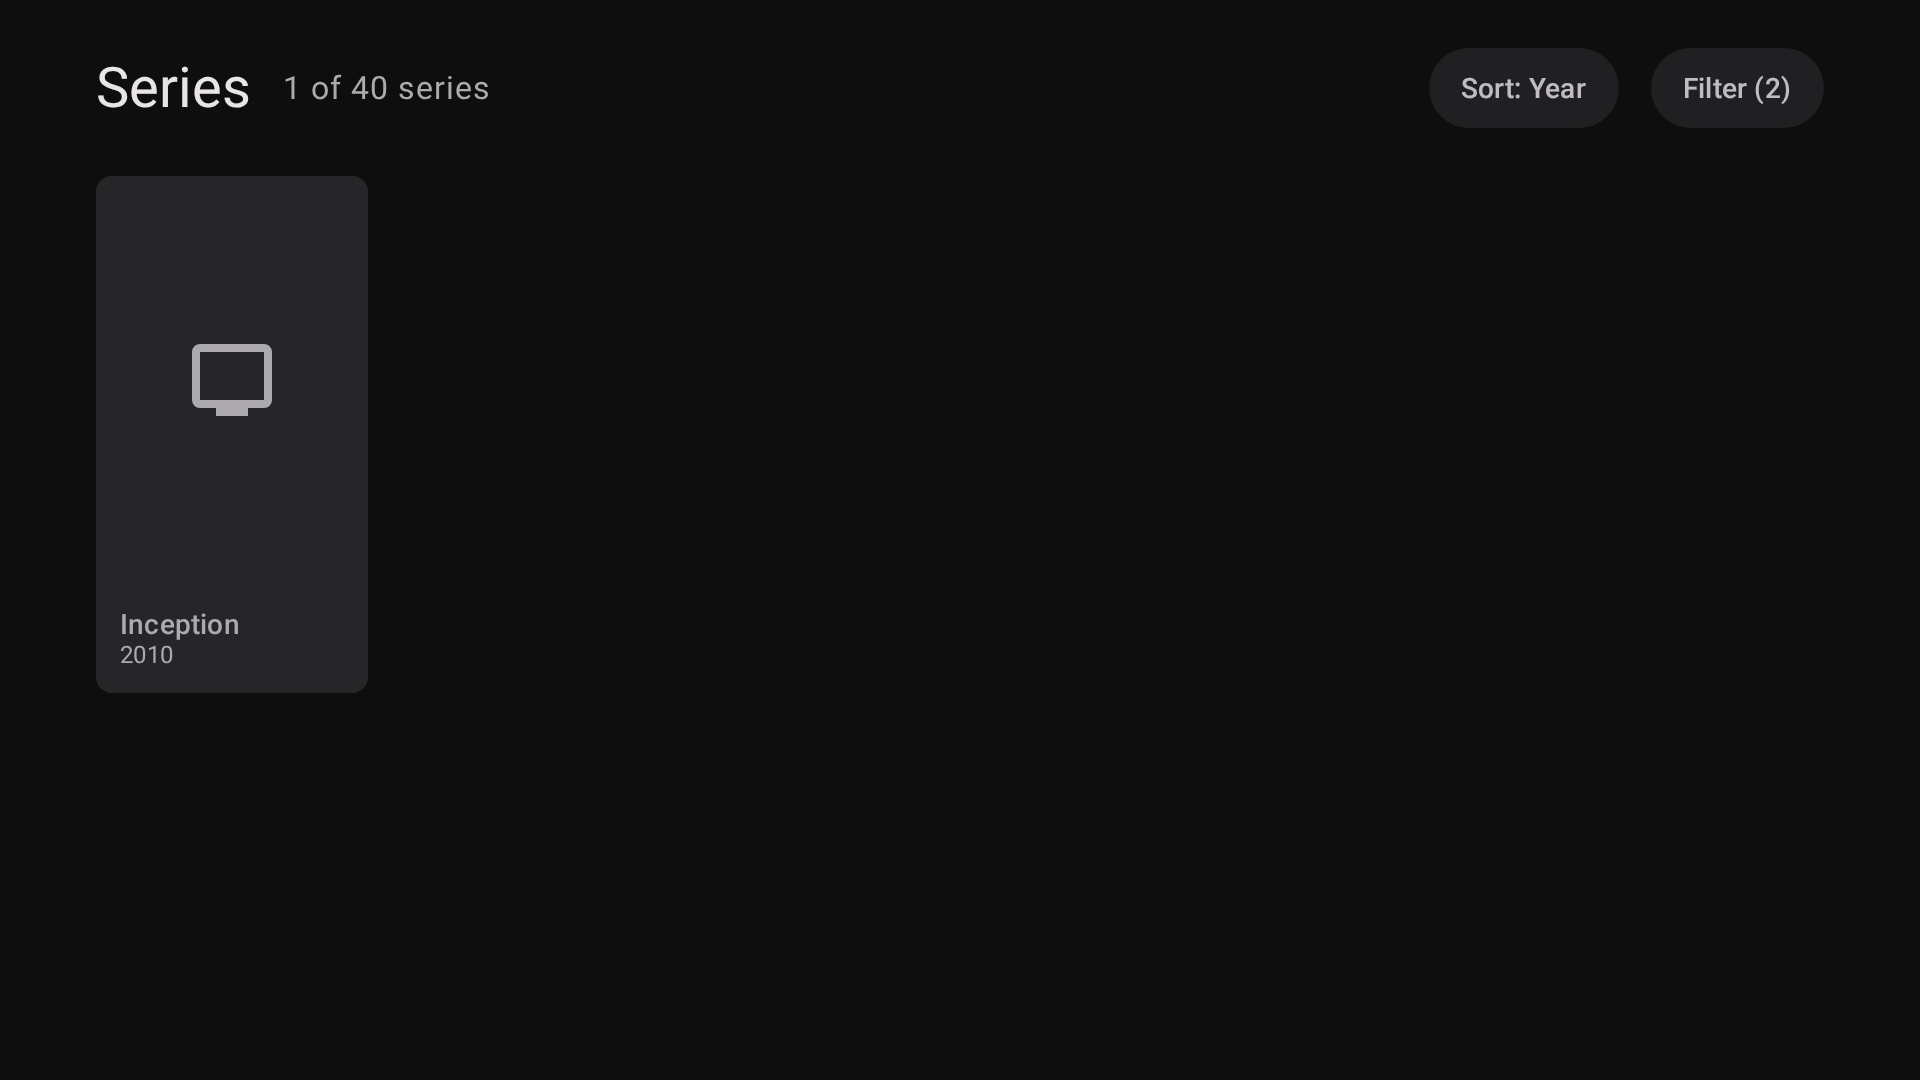 Series
1 of 40 series
Sort: Year
Filter (2)
Inception
2010